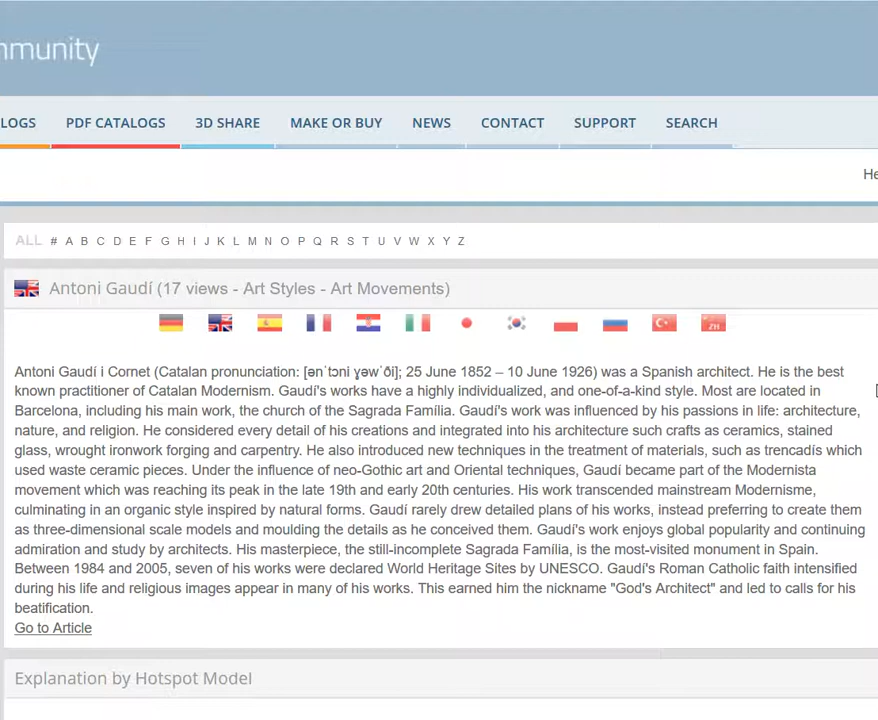 mmunity
LOGS PDF CATALOGS 3D SHARE MAKE OR BUY NEWS CONTACT SUPPORT SEARCH
ALL # A B C D E F G H I J K L M N O P Q R S T U V W X Y Z
Antoni Gaudí (17 views - Art Styles - Art Movements)
ZH
Antoni Gaudí i Cornet (Catalan pronunciation: [ənˈtɔni ɣəwˈði]; 25 June 1852 – 10 June 1926) was a Spanish architect. He is the best
known practitioner of Catalan Modernism. Gaudí's works have a highly individualized, and one-of-a-kind style. Most are located in
Barcelona, including his main work, the church of the Sagrada Família. Gaudí's work was influenced by his passions in life: architecture,
nature, and religion. He considered every detail of his creations and integrated into his architecture such crafts as ceramics, stained
glass, wrought ironwork forging and carpentry. He also introduced new techniques in the treatment of materials, such as trencadís which
used waste ceramic pieces. Under the influence of neo-Gothic art and Oriental techniques, Gaudí became part of the Modernista
movement which was reaching its peak in the late 19th and early 20th centuries. His work transcended mainstream Modernisme,
culminating in an organic style inspired by natural forms. Gaudí rarely drew detailed plans of his works, instead preferring to create them
as three-dimensional scale models and moulding the details as he conceived them. Gaudí's work enjoys global popularity and continuing
admiration and study by architects. His masterpiece, the still-incomplete Sagrada Família, is the most-visited monument in Spain.
Between 1984 and 2005, seven of his works were declared World Heritage Sites by UNESCO. Gaudí's Roman Catholic faith intensified
during his life and religious images appear in many of his works. This earned him the nickname "God's Architect" and led to calls for his
beatification.
Go to Article
Explanation by Hotspot Model